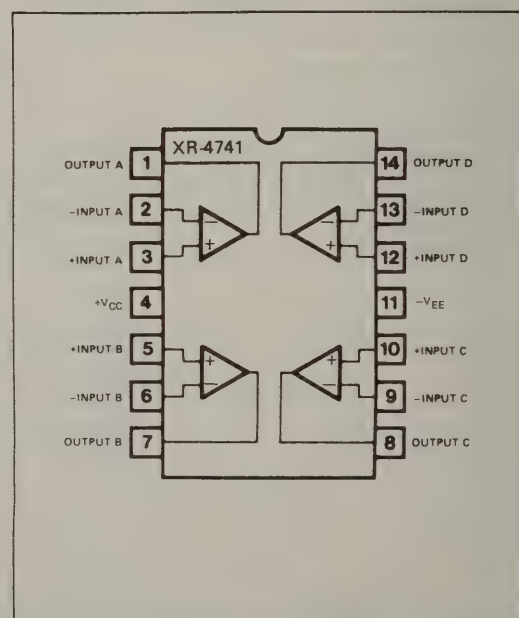 XR-4741
OUTPUT A 1
-INPUT A 2
+INPUT A 3
+VCC 4
+INPUT B 5
-INPUT B 6
OUTPUT B 7
14 OUTPUT D
13 -INPUT D
12 +INPUT D
11 -VEE
10 +INPUT C
9 -INPUT C
8 OUTPUT C
−
+
+
−
−
+
+
−